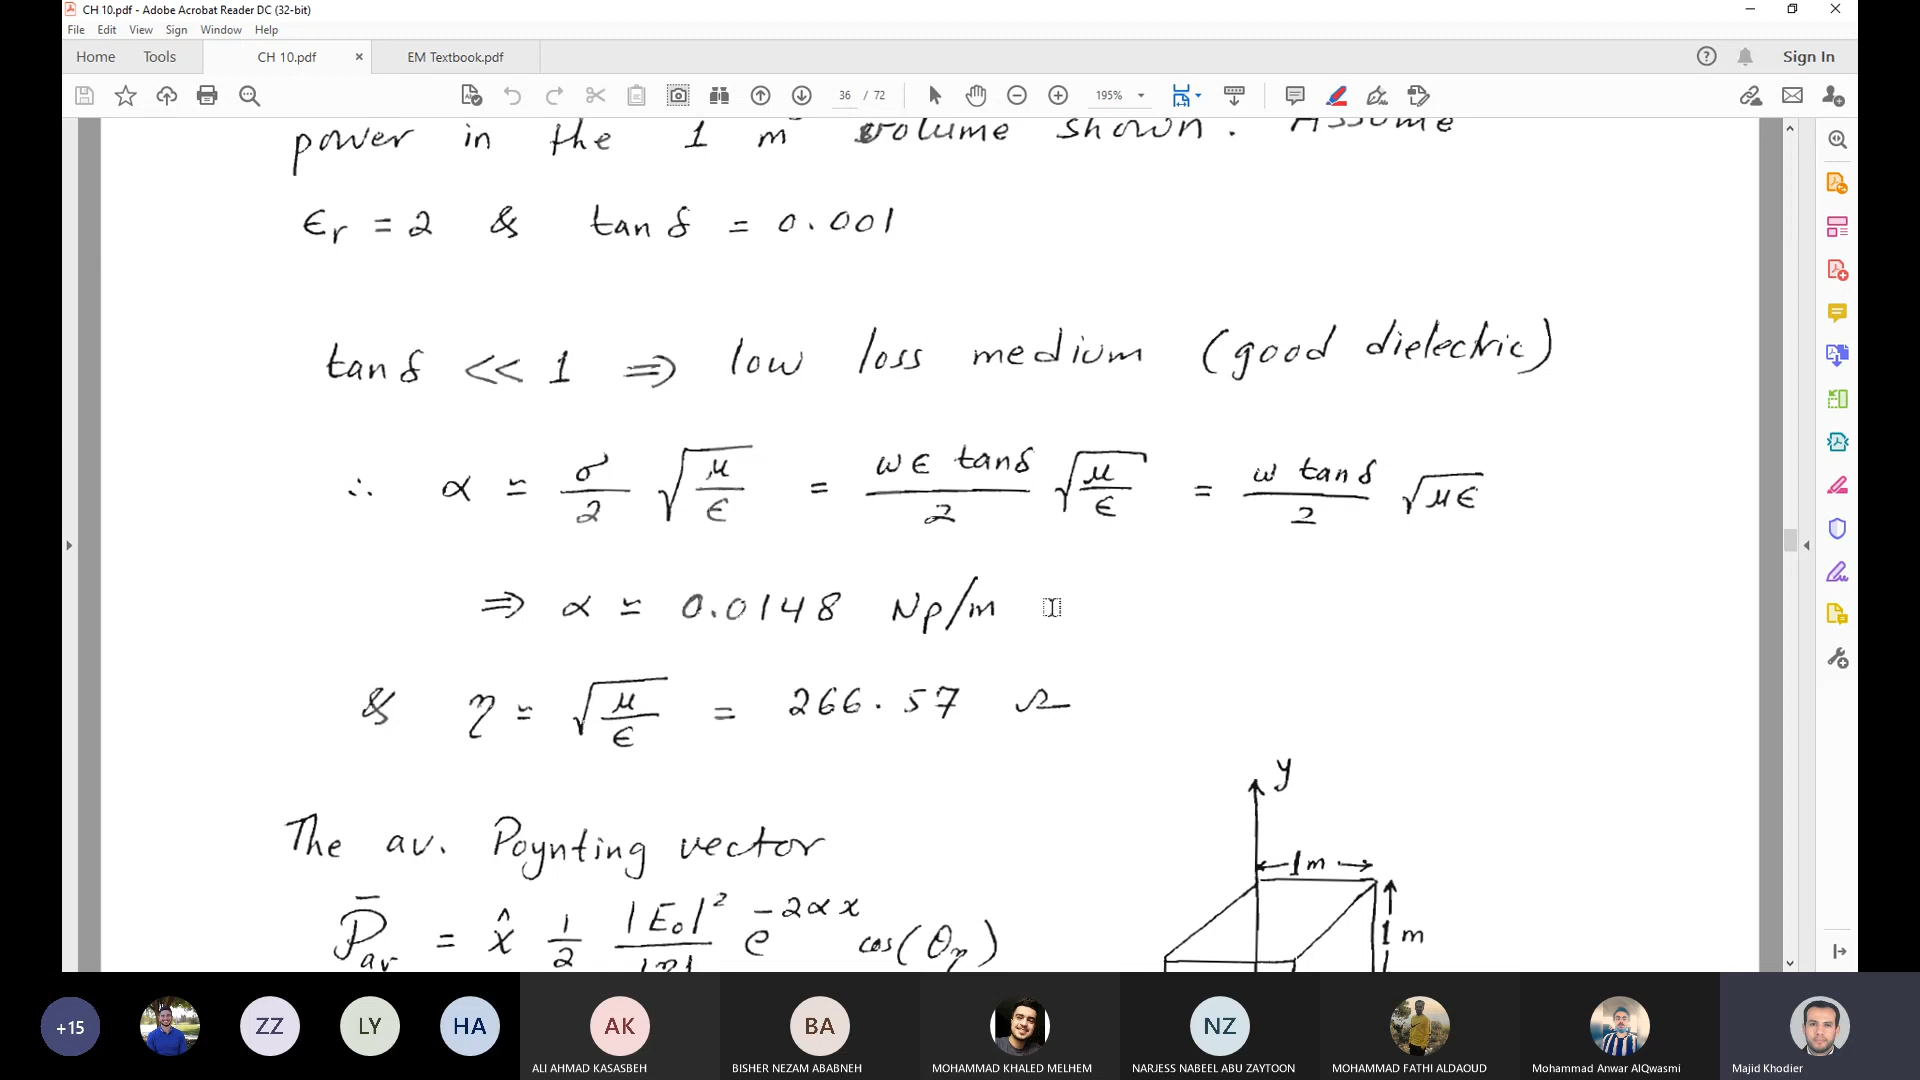 CH 10.pdf - Adobe Acrobat Reader DC (32-bit)
File Edit View Sign Window Help
Home Tools CH 10.pdf × EM Textbook.pdf Sign In
36 / 72 195%
power in the 1 m volume shown. Assume
ϵr = 2 & tan δ = 0.001
tan δ << 1 ⇒ low loss medium (good dielectric)
∴ α ≃ σ/2 √(μ/ϵ) = ωϵ tanδ/2 √(μ/ϵ) = ω tanδ/2 √μϵ
⇒ α ≃ 0.0148 Np/m
& η ≃ √(μ/ϵ) = 266.57 Ω
y
1m
The av. Poynting vector
P̄av = x̂ 1/2 |E₀|²/|η| e^-2αx cos(θη)
1 m
+15 ZZ LY HA AK BA NZ
ALI AHMAD KASASBEH BISHER NEZAM ABABNEH MOHAMMAD KHALED MELHEM NARJESS NABEEL ABU ZAYTOON MOHAMMAD FATHI ALDAOUD Mohammad Anwar AlQwasmi Majid Khodier